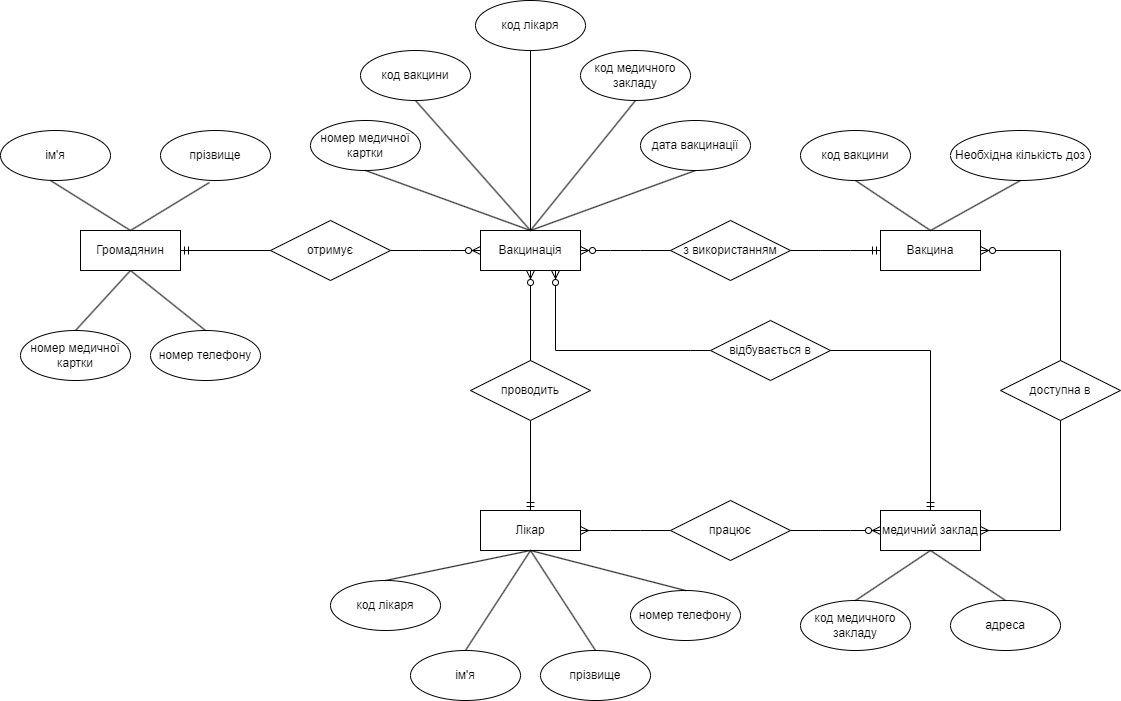 код лікаря
код вакцини
код медичного
закладу
номер медичної
картки
дата вакцинації
ім'я
прізвище
код вакцини
Необхідна кількість доз
Громадянин
отримує
Вакцинація
з використанням
Вакцина
номер медичної
картки
номер телефону
відбувається в
проводить
доступна в
Лікар
працює
медичний заклад
код лікаря
номер телефону
код медичного
закладу
адреса
ім'я
прізвище